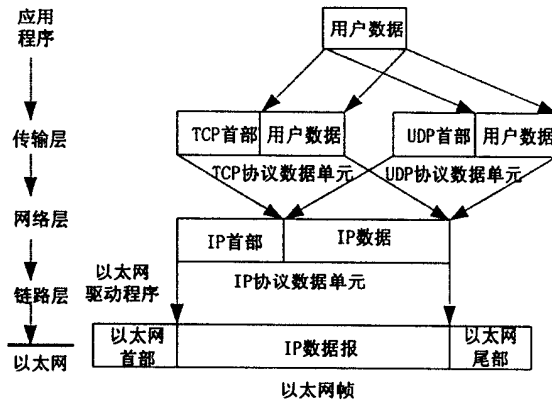 应用
程序
用户数据
传输层
TCP首部
用户数据
UDP首部
用户数据
TCP协议数据单元
UDP协议数据单元
网络层
IP首部
IP数据
以太网
驱动程序
IP协议数据单元
链路层
以太网
首部
IP数据报
以太网
尾部
以太网
以太网帧